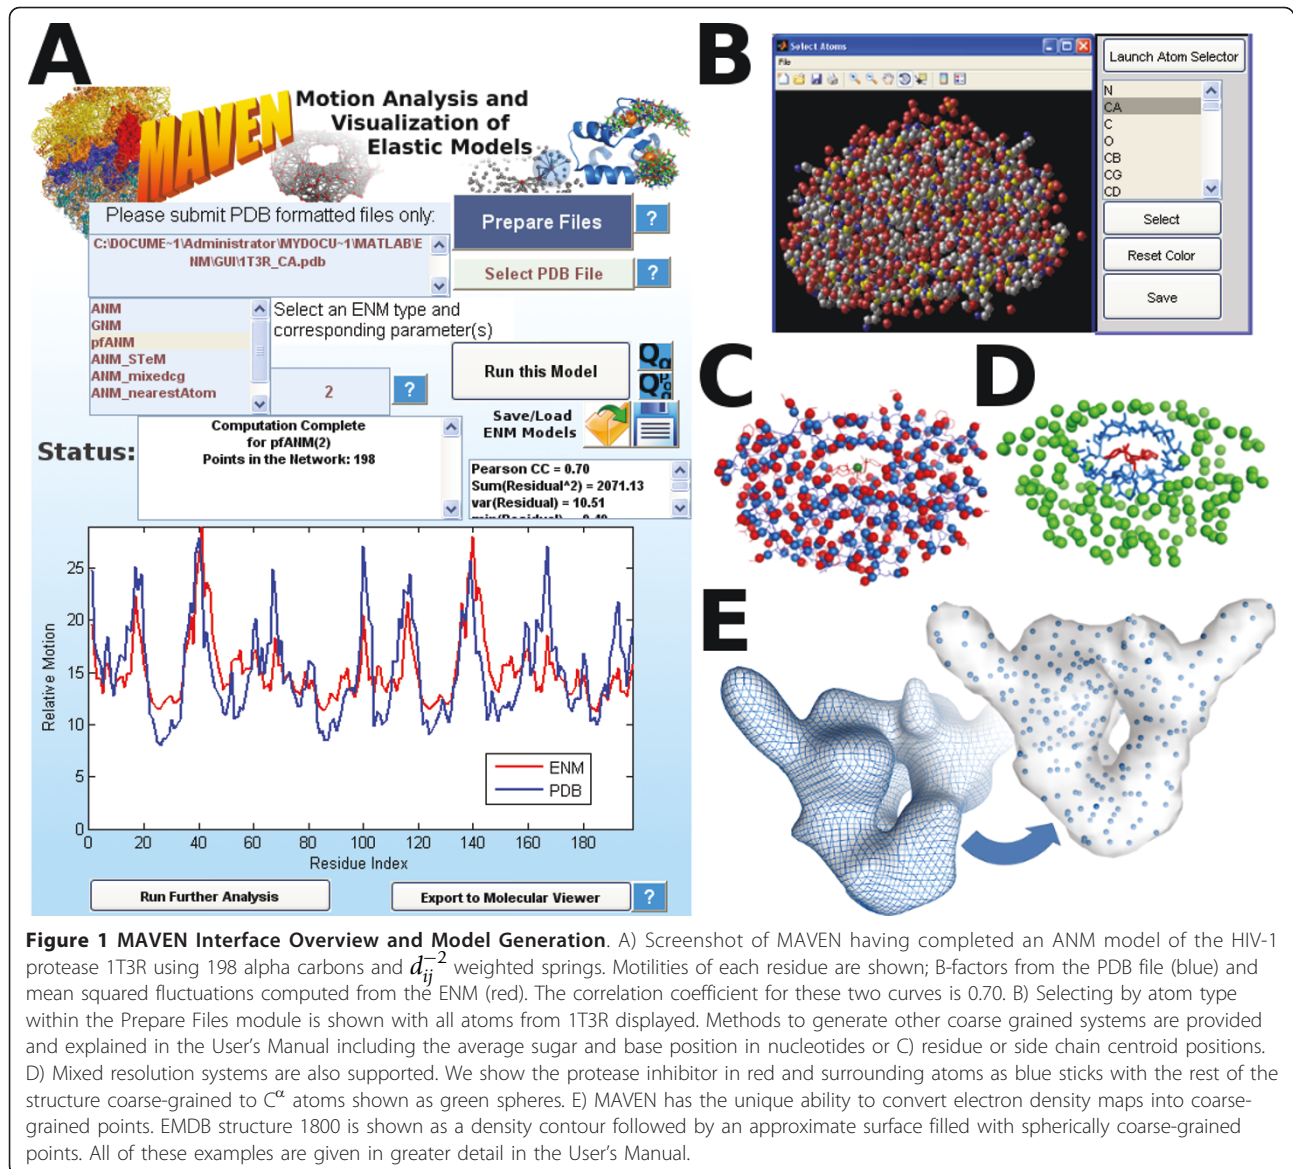 A
MAVEN
Motion Analysis and
Visualization of
Elastic Models
Please submit PDB formatted files only:
Prepare Files
?
C:\DOCUME~1\Administrator\MYDOCU~1\MATLAB\E
NM\GUI\1T3R_CA.pdb
Select PDB File
?
ANM
GNM
pfANM
ANM_STeM
ANM_mixedcg
ANM_nearestAtom
Select an ENM type and
corresponding parameter(s)
2
?
Run this Model
Save/Load
ENM Models
Status:
Computation Complete
for pfANM(2)
Points in the Network: 198
Pearson CC = 0.70
Sum(Residual^2) = 2071.13
var(Residual) = 10.51
Relative Motion
25
20
15
10
5
0
ENM
PDB
0 20 40 60 80 100 120 140 160 180
Residue Index
Run Further Analysis
Export to Molecular Viewer
?
B
Select Atoms
File
Launch Atom Selector
N
CA
C
O
CB
CG
CD
Select
Reset Color
Save
C
D
E
Figure 1 MAVEN Interface Overview and Model Generation. A) Screenshot of MAVEN having completed an ANM model of the HIV-1
protease 1T3R using 198 alpha carbons and d_{ij}^{-2} weighted springs. Motilities of each residue are shown; B-factors from the PDB file (blue) and
mean squared fluctuations computed from the ENM (red). The correlation coefficient for these two curves is 0.70. B) Selecting by atom type
within the Prepare Files module is shown with all atoms from 1T3R displayed. Methods to generate other coarse grained systems are provided
and explained in the User's Manual including the average sugar and base position in nucleotides or C) residue or side chain centroid positions.
D) Mixed resolution systems are also supported. We show the protease inhibitor in red and surrounding atoms as blue sticks with the rest of the
structure coarse-grained to C^α atoms shown as green spheres. E) MAVEN has the unique ability to convert electron density maps into coarse-
grained points. EMDB structure 1800 is shown as a density contour followed by an approximate surface filled with spherically coarse-grained
points. All of these examples are given in greater detail in the User's Manual.